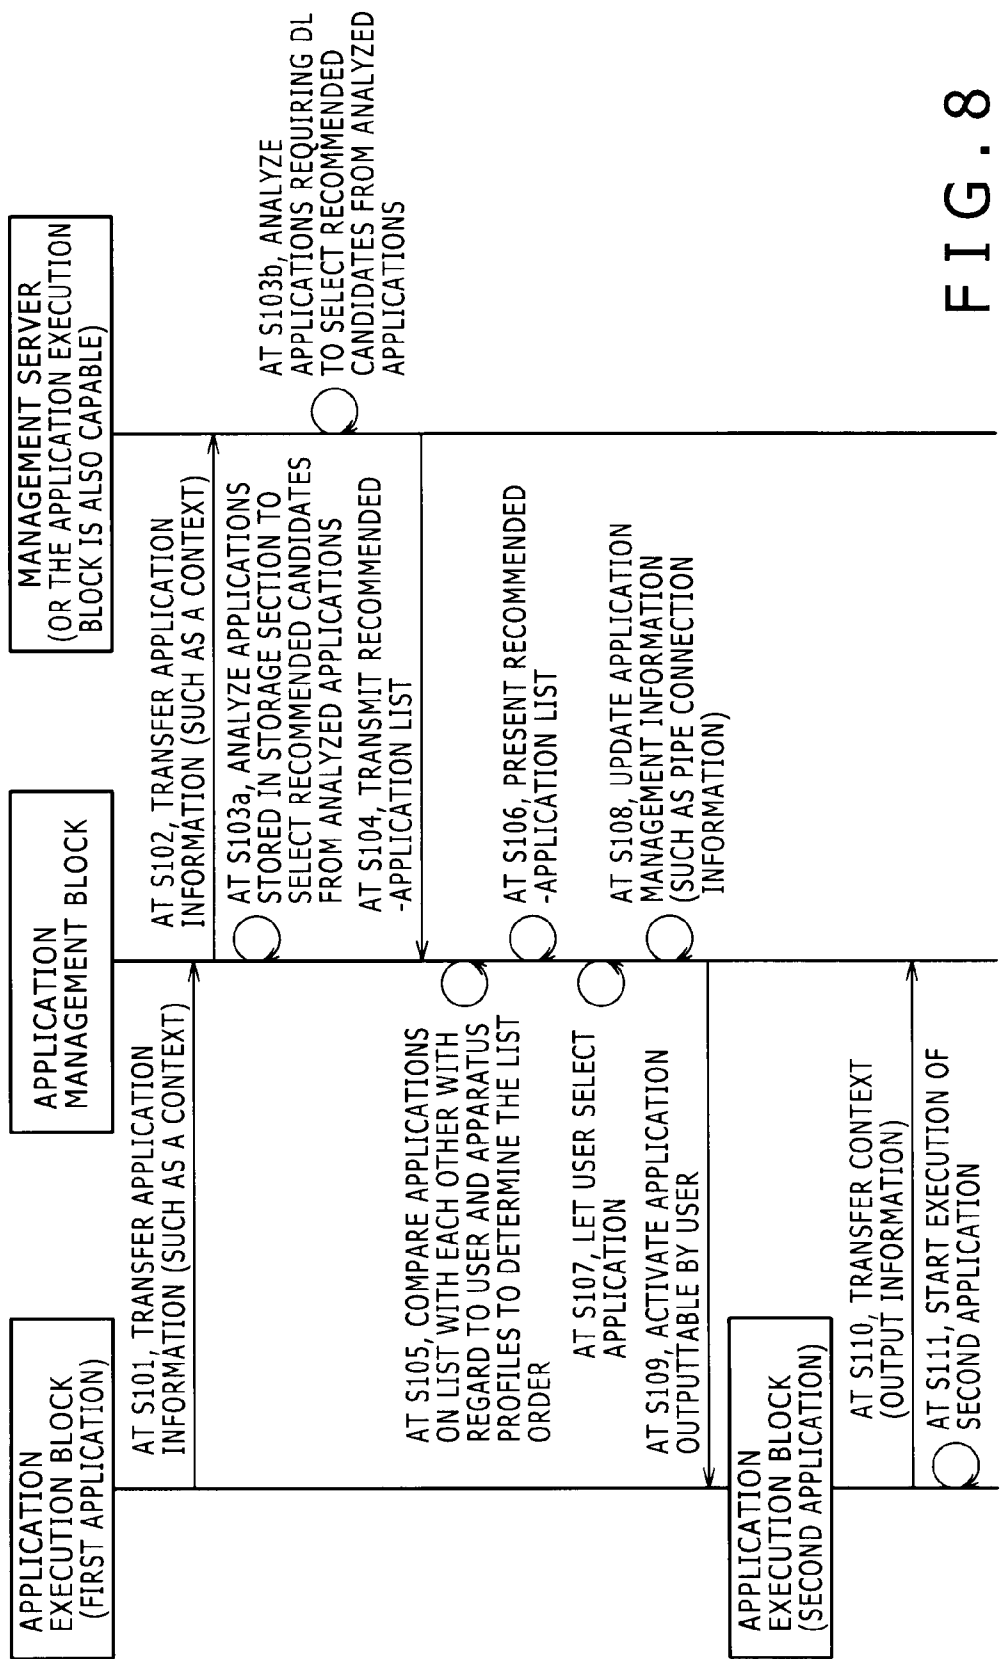 APPLICATION
EXECUTION BLOCK
(FIRST APPLICATION)
APPLICATION
MANAGEMENT BLOCK
MANAGEMENT SERVER
(OR THE APPLICATION EXECUTION
BLOCK IS ALSO CAPABLE)
AT S101, TRANSFER APPLICATION
INFORMATION (SUCH AS A CONTEXT)
AT S102, TRANSFER APPLICATION
INFORMATION (SUCH AS A CONTEXT)
AT S103a, ANALYZE APPLICATIONS
STORED IN STORAGE SECTION TO
SELECT RECOMMENDED CANDIDATES
FROM ANALYZED APPLICATIONS
AT S103b, ANALYZE
APPLICATIONS REQUIRING DL
TO SELECT RECOMMENDED
CANDIDATES FROM ANALYZED
APPLICATIONS
AT S104, TRANSMIT RECOMMENDED
-APPLICATION LIST
AT S105, COMPARE APPLICATIONS
ON LIST WITH EACH OTHER WITH
REGARD TO USER AND APPARATUS
PROFILES TO DETERMINE THE LIST
ORDER
AT S106, PRESENT RECOMMENDED
-APPLICATION LIST
AT S107, LET USER SELECT
APPLICATION
AT S108, UPDATE APPLICATION
MANAGEMENT INFORMATION
(SUCH AS PIPE CONNECTION
INFORMATION)
AT S109, ACTIVATE APPLICATION
OUTPUTTABLE BY USER
APPLICATION
EXECUTION BLOCK
(SECOND APPLICATION)
AT S110, TRANSFER CONTEXT
(OUTPUT INFORMATION)
AT S111, START EXECUTION OF
SECOND APPLICATION
FIG.8